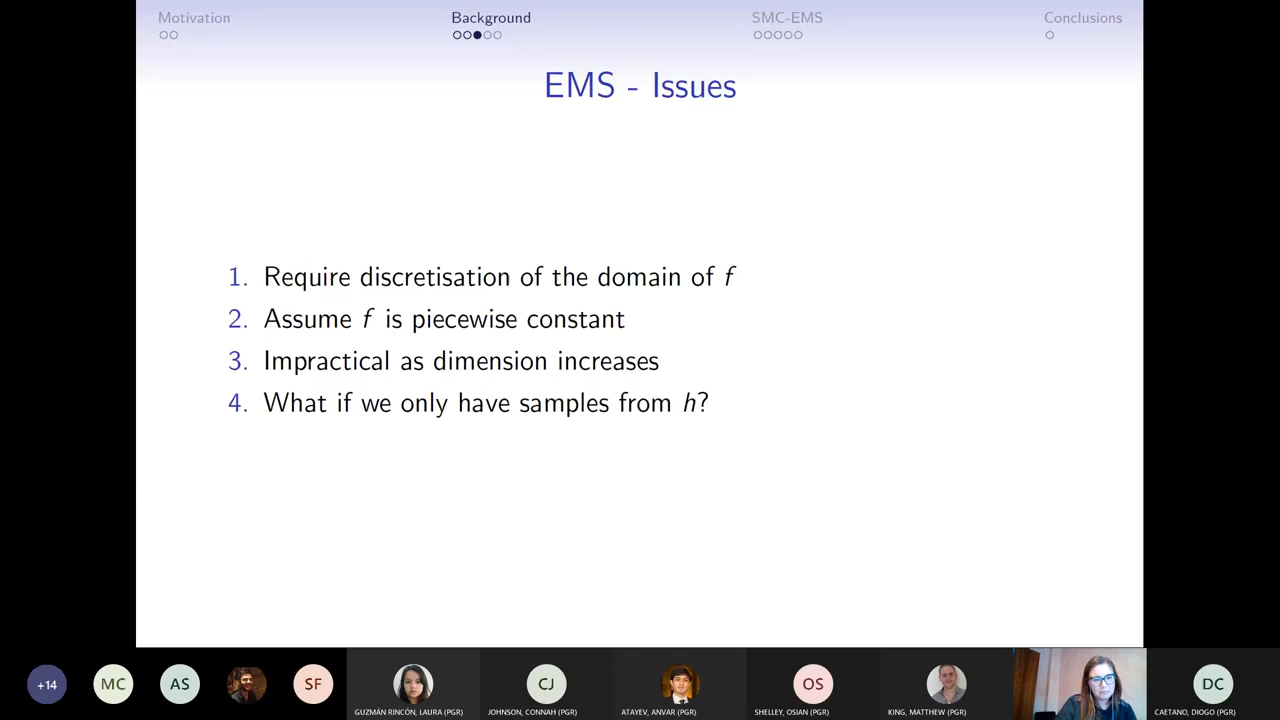 Motivation Background SMC-EMS Conclusions
EMS - Issues
1. Require discretisation of the domain of f
2. Assume f is piecewise constant
3. Impractical as dimension increases
4. What if we only have samples from h?
+14 MC AS SF CJ OS DC
GUZMÁN RINCÓN, LAURA (PGR) JOHNSON, CONNAH (PGR) ATAYEV, ANVAR (PGR) SHELLEY, OSIAN (PGR) KING, MATTHEW (PGR) CAETANO, DIOGO (PGR)